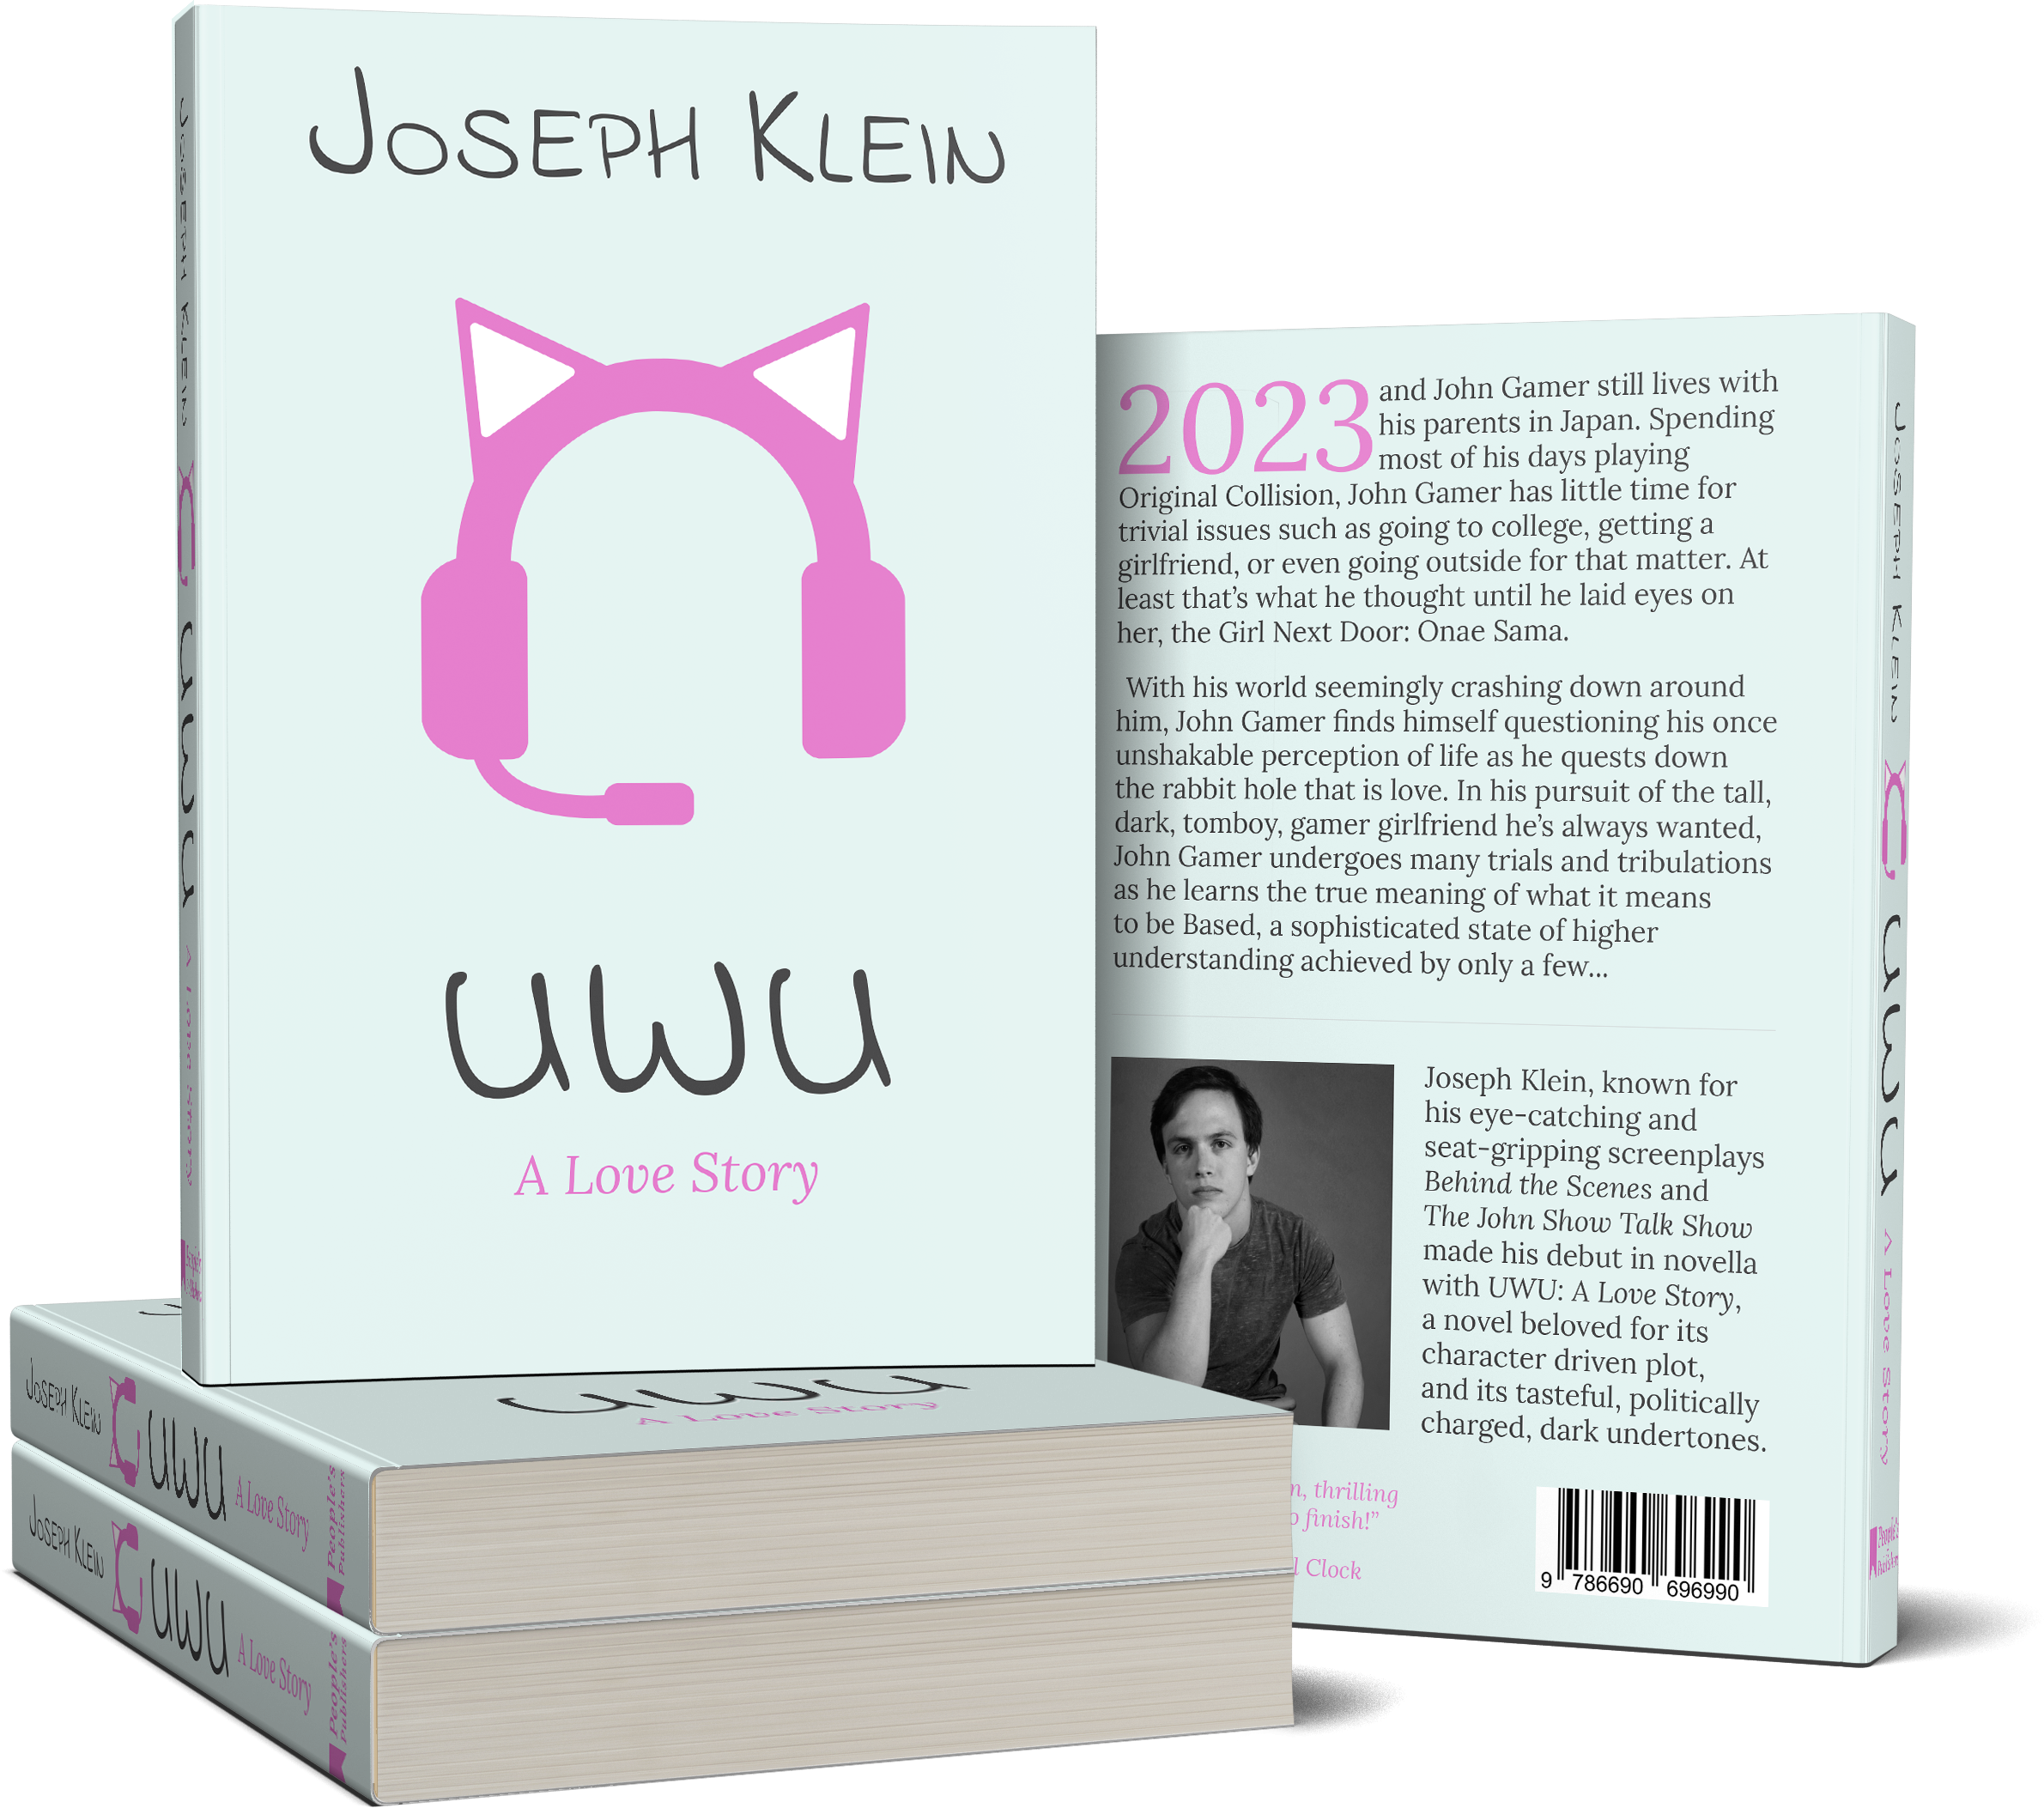 JOSEPH KLEIN
UWU
A Love Story
JOSEPH KLEIN UWU A Love Story
2023 and John Gamer still lives with
his parents in Japan. Spending
most of his days playing
Original Collision, John Gamer has little time for
trivial issues such as going to college, getting a
girlfriend, or even going outside for that matter. At
least that's what he thought until he laid eyes on
her, the Girl Next Door: Onae Sama.
With his world seemingly crashing down around
him, John Gamer finds himself questioning his once
unshakable perception of life as he quests down
the rabbit hole that is love. In his pursuit of the tall,
dark, tomboy, gamer girlfriend he's always wanted,
John Gamer undergoes many trials and tribulations
as he learns the true meaning of what it means
to be Based, a sophisticated state of higher
understanding achieved by only a few...
Joseph Klein, known for
his eye-catching and
seat-gripping screenplays
Behind the Scenes and
The John Show Talk Show
made his debut in novella
with UWU: A Love Story,
a novel beloved for its
character driven plot,
and its tasteful, politically
charged, dark undertones.
thrilling
finish!”
Clock
9 786690 696990
JOSEPH KLEIN UWU A Love Story People's Publishers
UWU
A Love Story
JOSEPH KLEIN UWU A Love Story People's Publishers
JOSEPH KLEIN UWU A Love Story People's Publishers